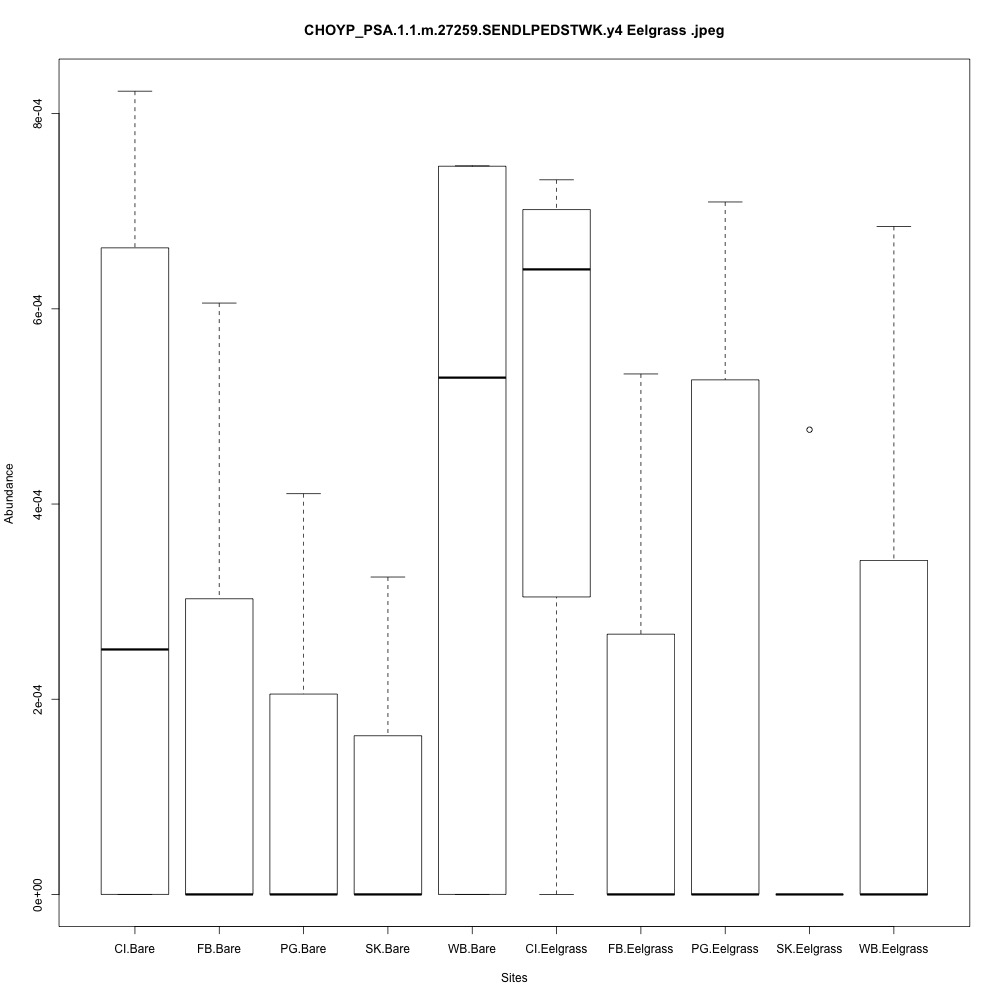 CHOYP_PSA.1.1.m.27259.SENDLPEDSTWK.y4 Eelgrass .jpeg
Abundance
8e-04
6e-04
4e-04
2e-04
0e+00
CI.Bare FB.Bare PG.Bare SK.Bare WB.Bare CI.Eelgrass FB.Eelgrass PG.Eelgrass SK.Eelgrass WB.Eelgrass
Sites